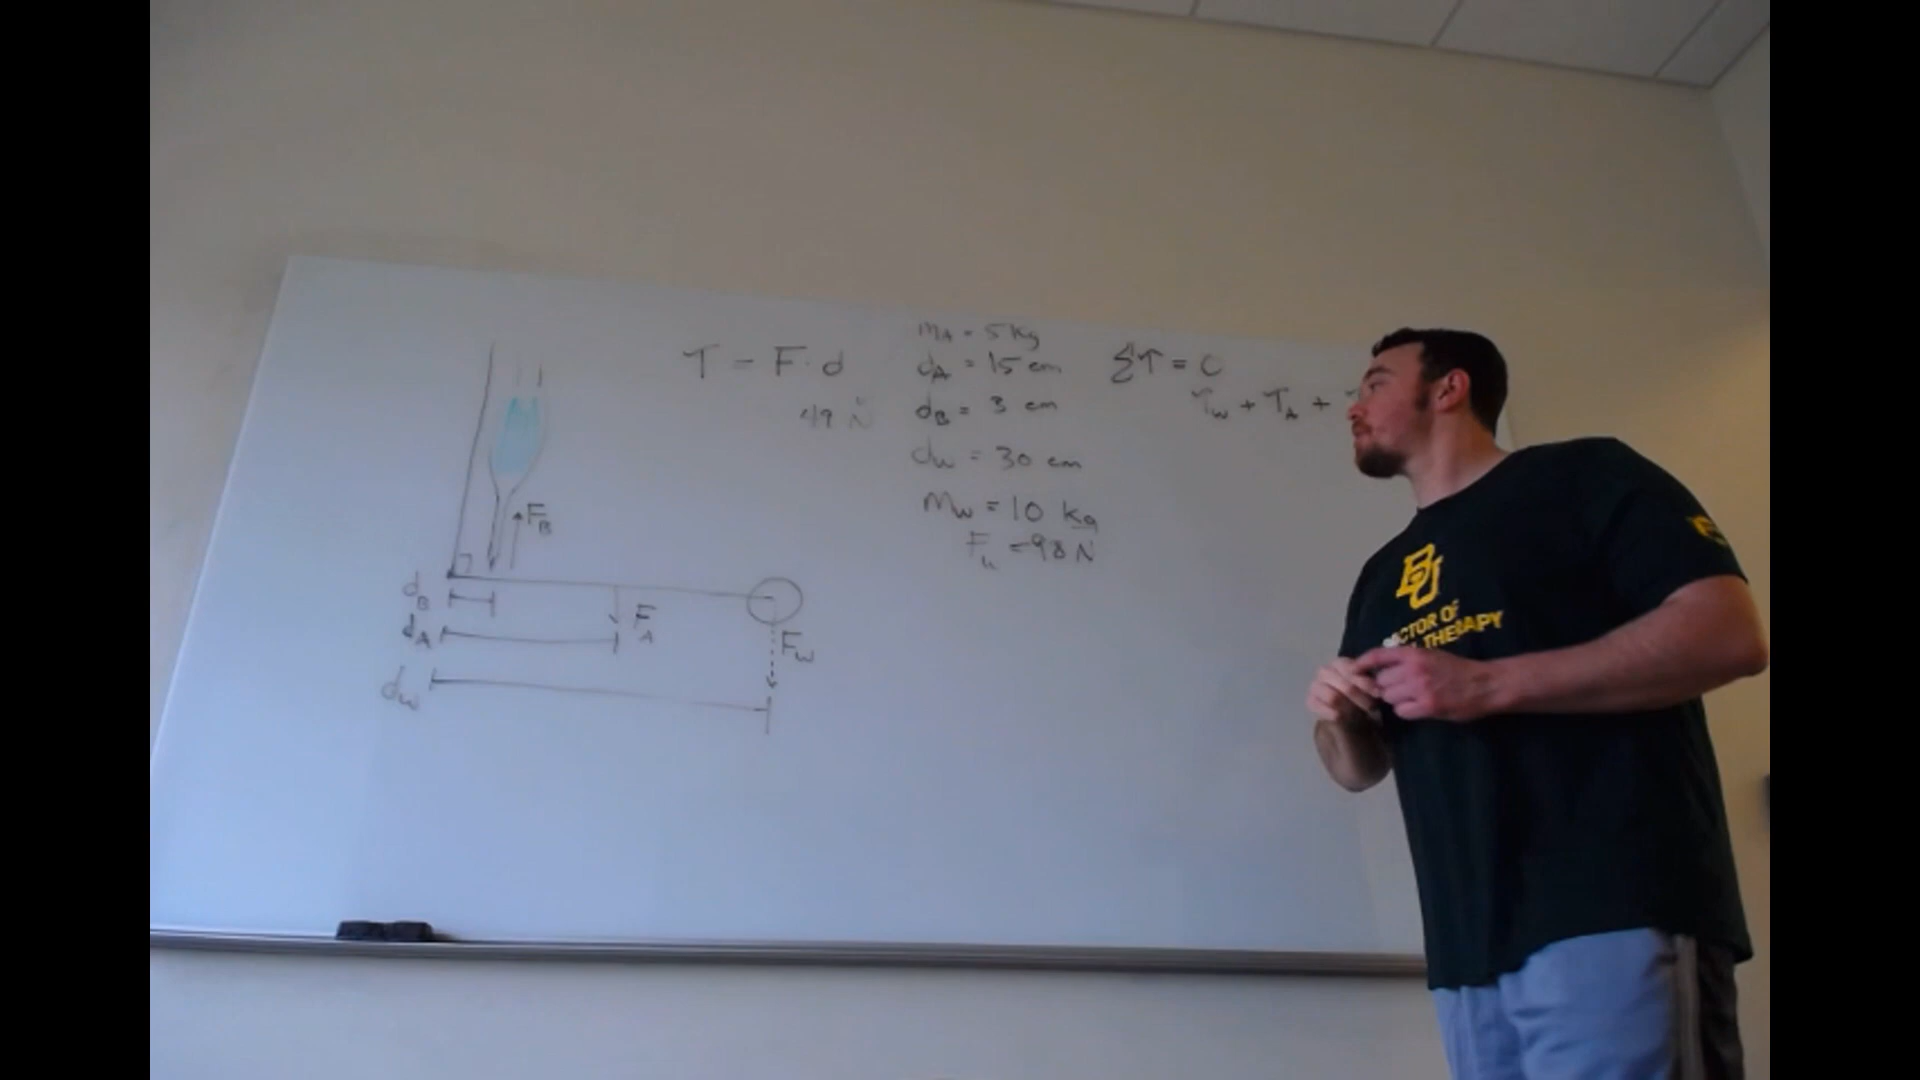 m_A = 5 kg
T = F · d
d_A = 15 cm
ΣT = 0
49 N
d_B = 3 cm
T_W + T_A +
d_W = 30 cm
m_W = 10 kg
F = 98 N
F_B
d_B
d_A
F_A
F_W
d_W
BU
THERAPY